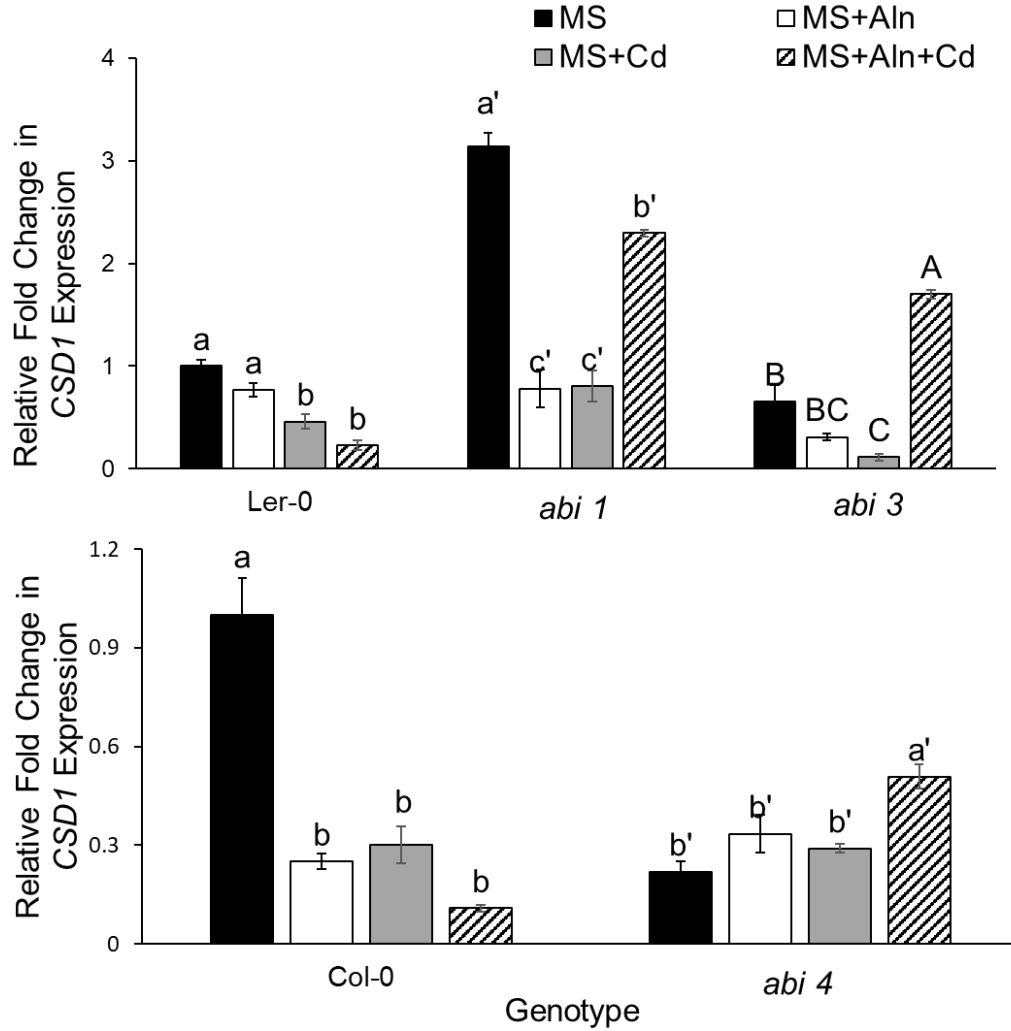 MS
MS+Aln
MS+Cd
MS+Aln+Cd
Relative Fold Change in
CSD1 Expression
4
3
2
1
0
a
a
b
b
a'
c'
c'
b'
B
BC
C
A
Ler-0
abi 1
abi 3
Relative Fold Change in
CSD1 Expression
1.2
0.9
0.6
0.3
0
a
b
b
b
b'
b'
b'
a'
Col-0
abi 4
Genotype